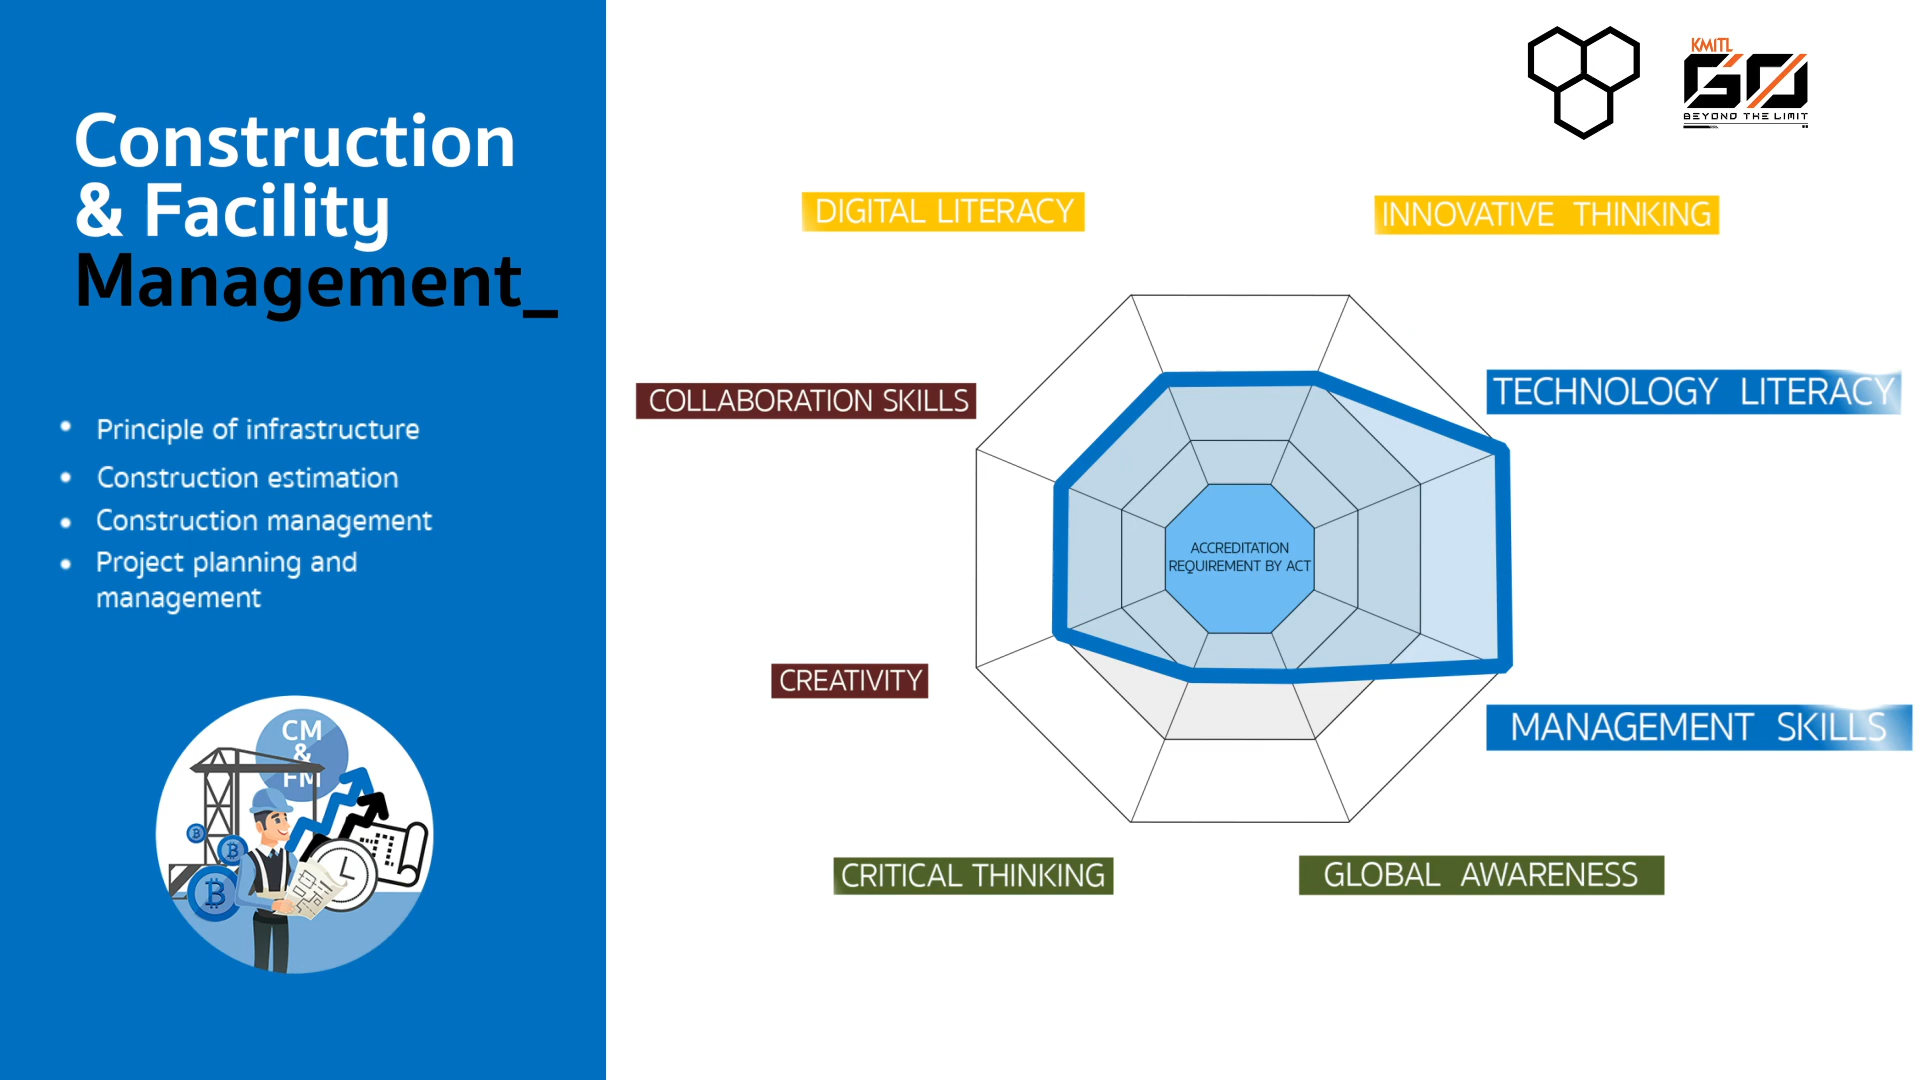 Construction
& Facility
Management_
• Principle of infrastructure
• Construction estimation
• Construction management
• Project planning and
management
CM
&
FM
KMITL
60
BEYOND THE LIMIT
DIGITAL LITERACY
INNOVATIVE THINKING
COLLABORATION SKILLS
TECHNOLOGY LITERACY
ACCREDITATION
REQUIREMENT BY ACT
CREATIVITY
MANAGEMENT SKILLS
CRITICAL THINKING
GLOBAL AWARENESS